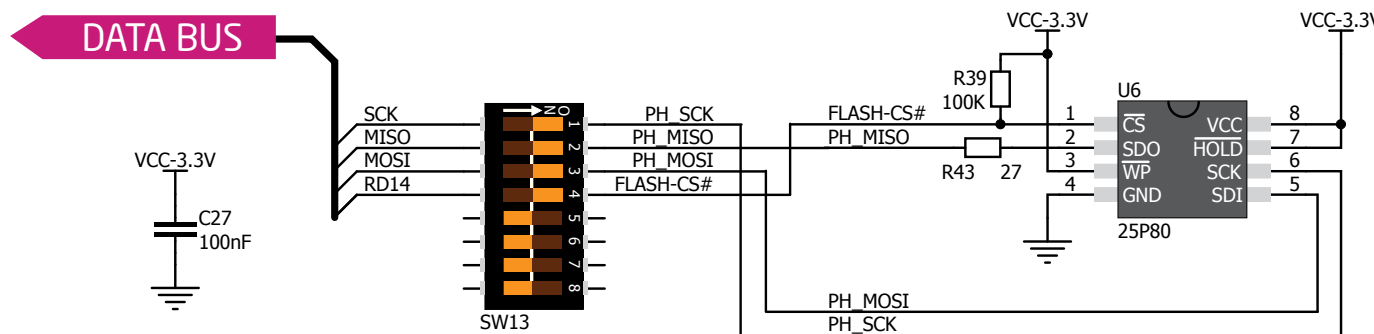 DATA BUS
VCC-3.3V
VCC-3.3V
R39
100K
U6
SCK
PH_SCK
FLASH-CS#
1
CS
VCC
8
MISO
PH_MISO
PH_MISO
2
SDO
HOLD
7
MOSI
PH_MOSI
R43
27
3
WP
SCK
6
RD14
FLASH-CS#
4
GND
SDI
5
25P80
VCC-3.3V
C27
100nF
ON
1
2
3
4
5
6
7
8
SW13
PH_MOSI
PH_SCK